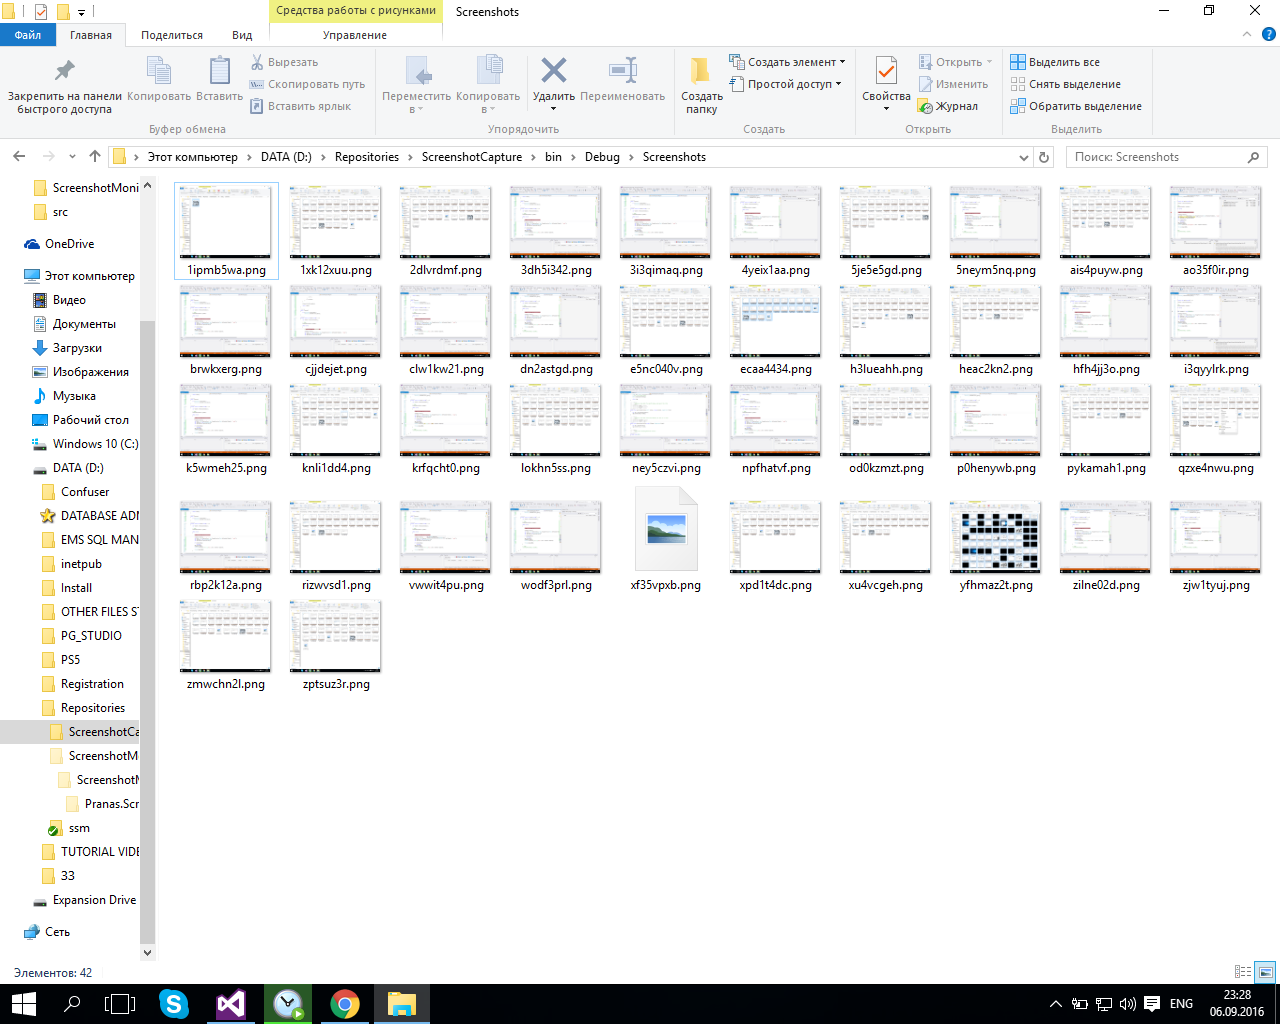 Средства работы с рисунками
Screenshots
Файл
Главная
Поделиться
Вид
Управление
Закрепить на панели быстрого доступа
Копировать
Вставить
Вырезать
Скопировать путь
Вставить ярлык
Буфер обмена
Переместить в
Копировать в
Удалить
Переименовать
Упорядочить
Создать папку
Создать элемент
Простой доступ
Создать
Свойства
Открыть
Изменить
Журнал
Открыть
Выделить все
Снять выделение
Обратить выделение
Выделить
Этот компьютер
DATA (D:)
Repositories
ScreenshotCapture
bin
Debug
Screenshots
Поиск: Screenshots
ScreenshotMoni
src
OneDrive
Этот компьютер
Видео
Документы
Загрузки
Изображения
Музыка
Рабочий стол
Windows 10 (C:)
DATA (D:)
Confuser
DATABASE ADM
EMS SQL MAN
inetpub
Install
OTHER FILES ST
PG_STUDIO
PS5
Registration
Repositories
ScreenshotCa
ScreenshotM
Screenshot
Pranas.Scr
ssm
TUTORIAL VIDE
33
Expansion Drive
Сеть
1ipmb5wa.png
1xk12xuu.png
2dlvrdmf.png
3dh5i342.png
3i3qimaq.png
4yeix1aa.png
5je5e5gd.png
5neym5nq.png
ais4puyw.png
ao35f0ir.png
brwkxerg.png
cjjdejet.png
clw1kw21.png
dn2astgd.png
e5nc040v.png
ecaa4434.png
h3lueahh.png
heac2kn2.png
hfh4jj3o.png
i3qyylrk.png
k5wmeh25.png
knli1dd4.png
krfqcht0.png
lokhn5ss.png
ney5czvi.png
npfhatvf.png
od0kzmzt.png
p0henywb.png
pykamah1.png
qzxe4nwu.png
rbp2k12a.png
rizwvsd1.png
vwwit4pu.png
wodf3prl.png
xf35vpxb.png
xpd1t4dc.png
xu4vcgeh.png
yfhmaz2t.png
zilne02d.png
zjw1tyuj.png
zmwchn2l.png
zptsuz3r.png
Элементов: 42
ENG
23:28
06.09.2016